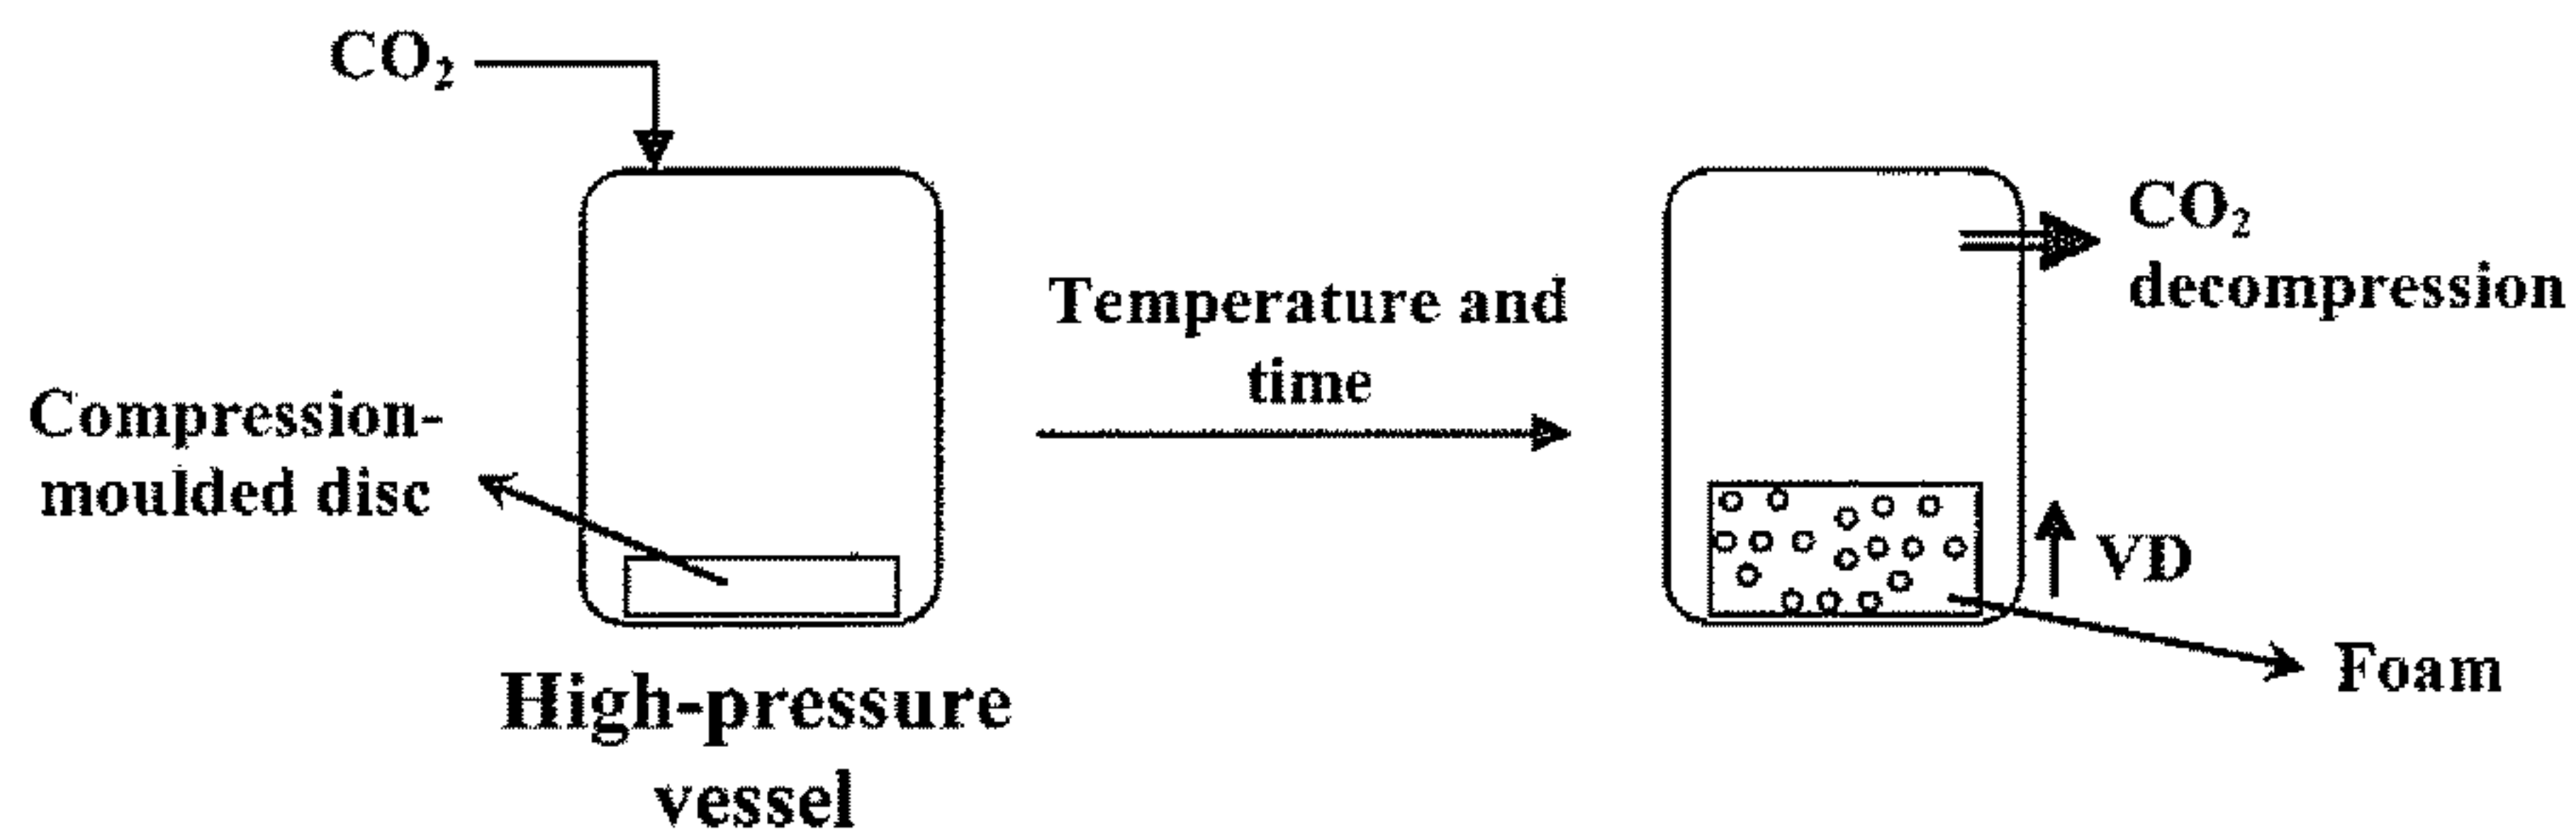 CO₂
Compression-
moulded disc
High-pressure
vessel
Temperature and
time
CO₂
decompression
VD
Foam